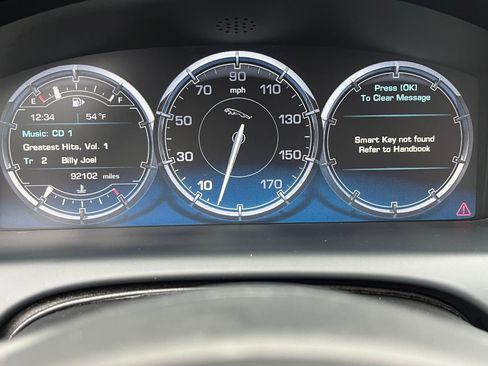 E F
12:34 54°F
Music: CD 1
Greatest Hits, Vol. 1
Tr 2 Billy Joel
92102 miles
90
70 mph 110
50 130
30 150
10 170
Press (OK)
To Clear Message
Smart Key not found
Refer to Handbook